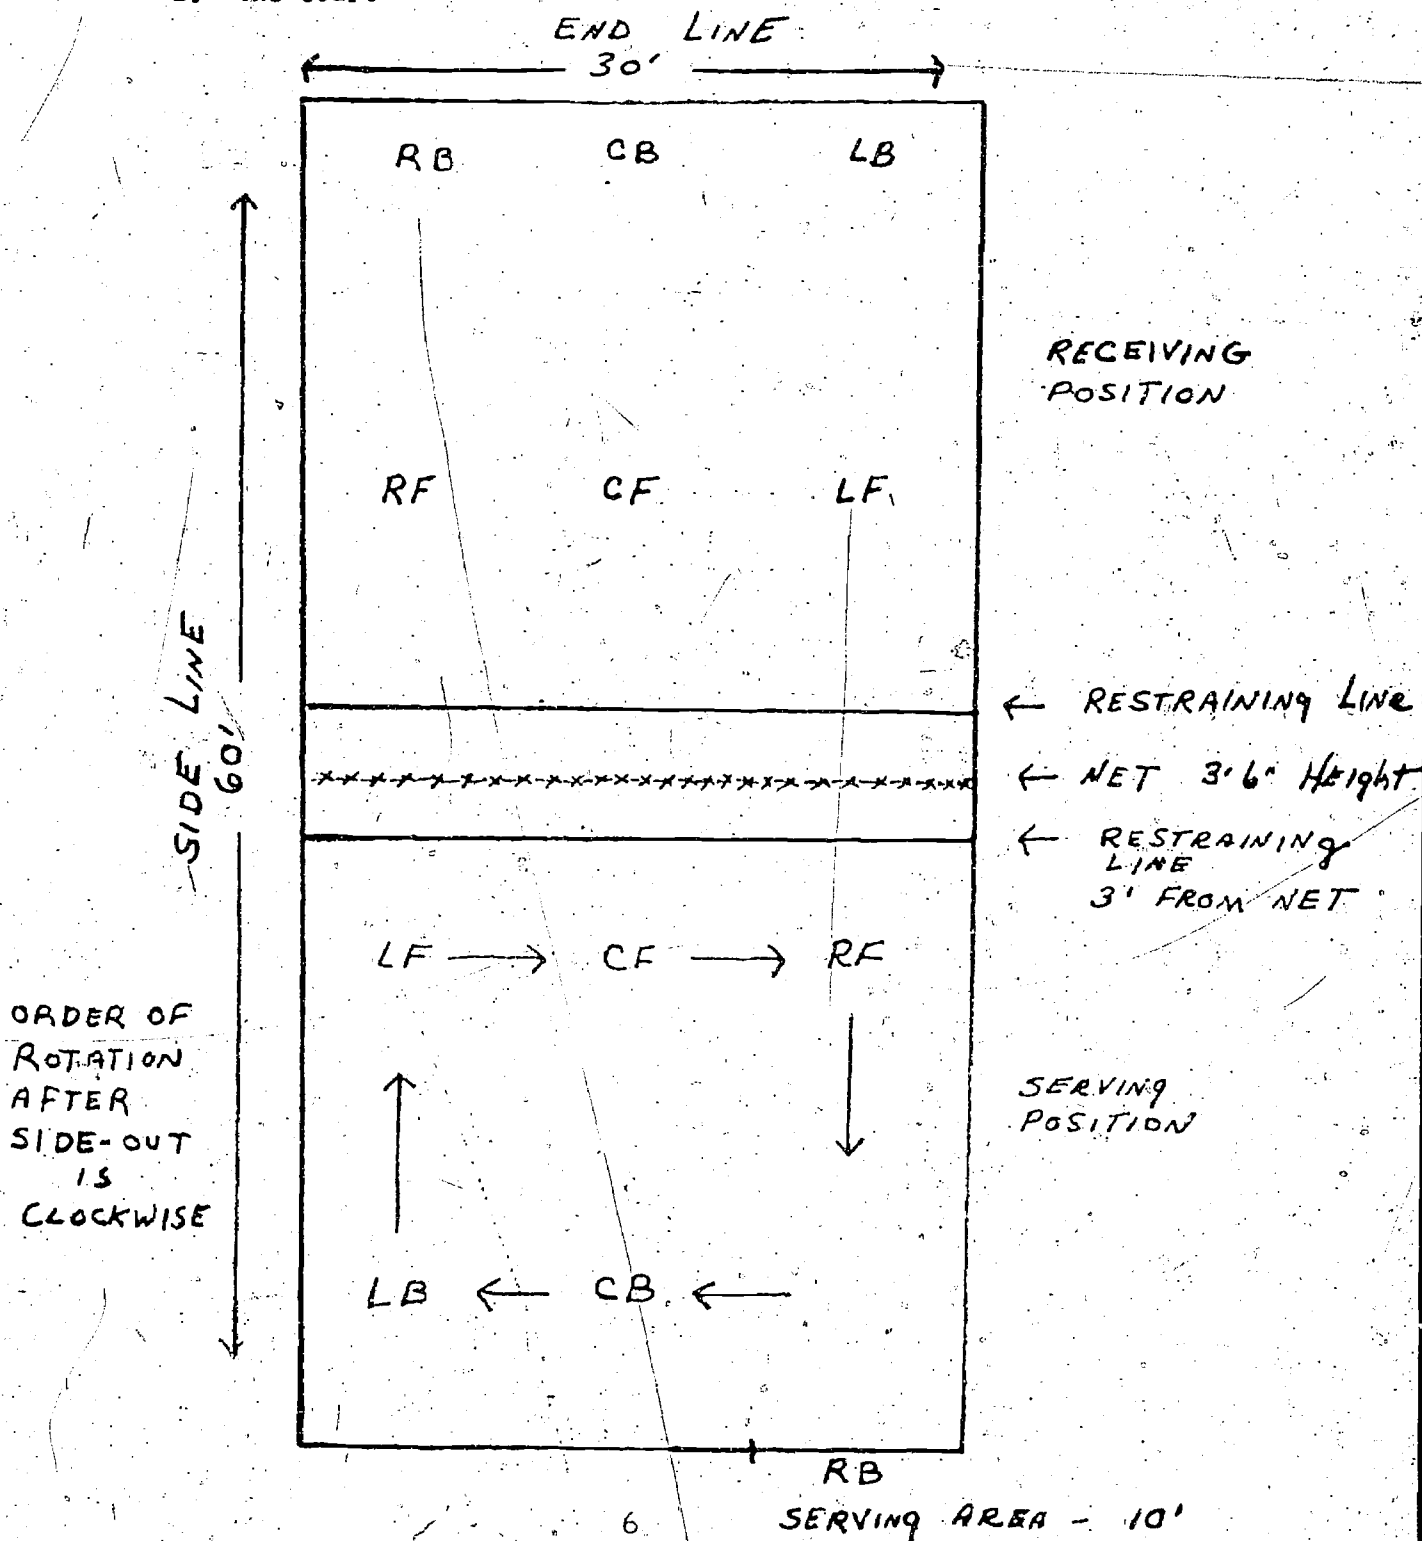 END LINE
30'
RB CB LB
RECEIVING
POSITION
RF CF LF
SIDE LINE
60'
← RESTRAINING LINE
← NET 3'6" HEIGHT
← RESTRAINING
LINE
3' FROM NET
LF → CF → RF
ORDER OF
ROTATION
AFTER
SIDE-OUT
IS
CLOCKWISE
SERVING
POSITION
LB ← CB ←
RB
6
SERVING AREA - 10'